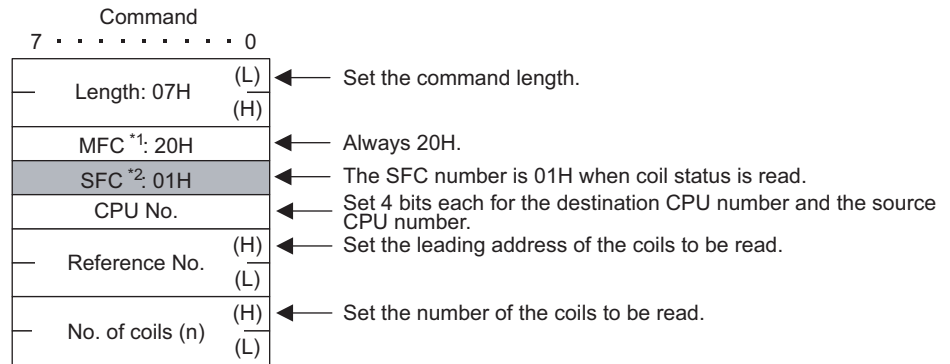 Command
7 · · · · · · · · · 0
Length: 07H
(L)
(H)
Set the command length.
MFC *1: 20H
Always 20H.
SFC *2: 01H
The SFC number is 01H when coil status is read.
CPU No.
Set 4 bits each for the destination CPU number and the source
CPU number.
Reference No.
(H)
(L)
Set the leading address of the coils to be read.
No. of coils (n)
(H)
(L)
Set the number of the coils to be read.